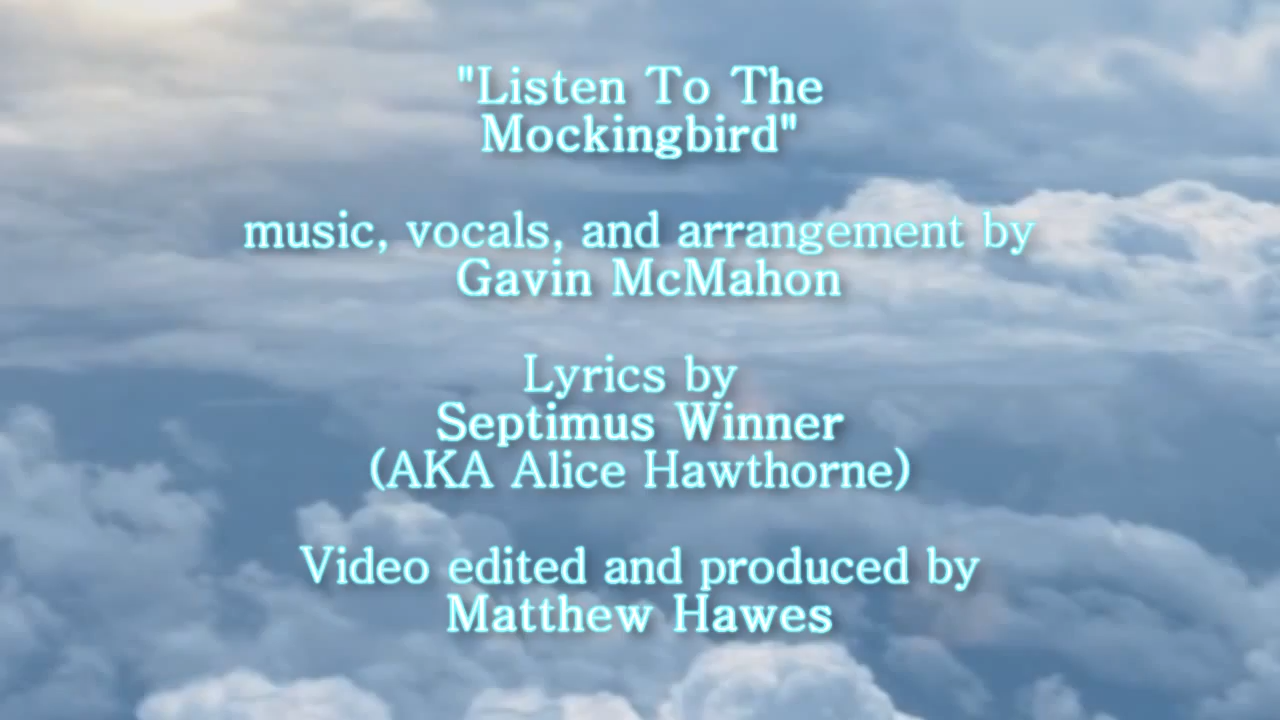 "Listen To The
Mockingbird"
music, vocals, and arrangement by
Gavin McMahon
Lyrics by
Septimus Winner
(AKA Alice Hawthorne)
Video edited and produced by
Matthew Hawes